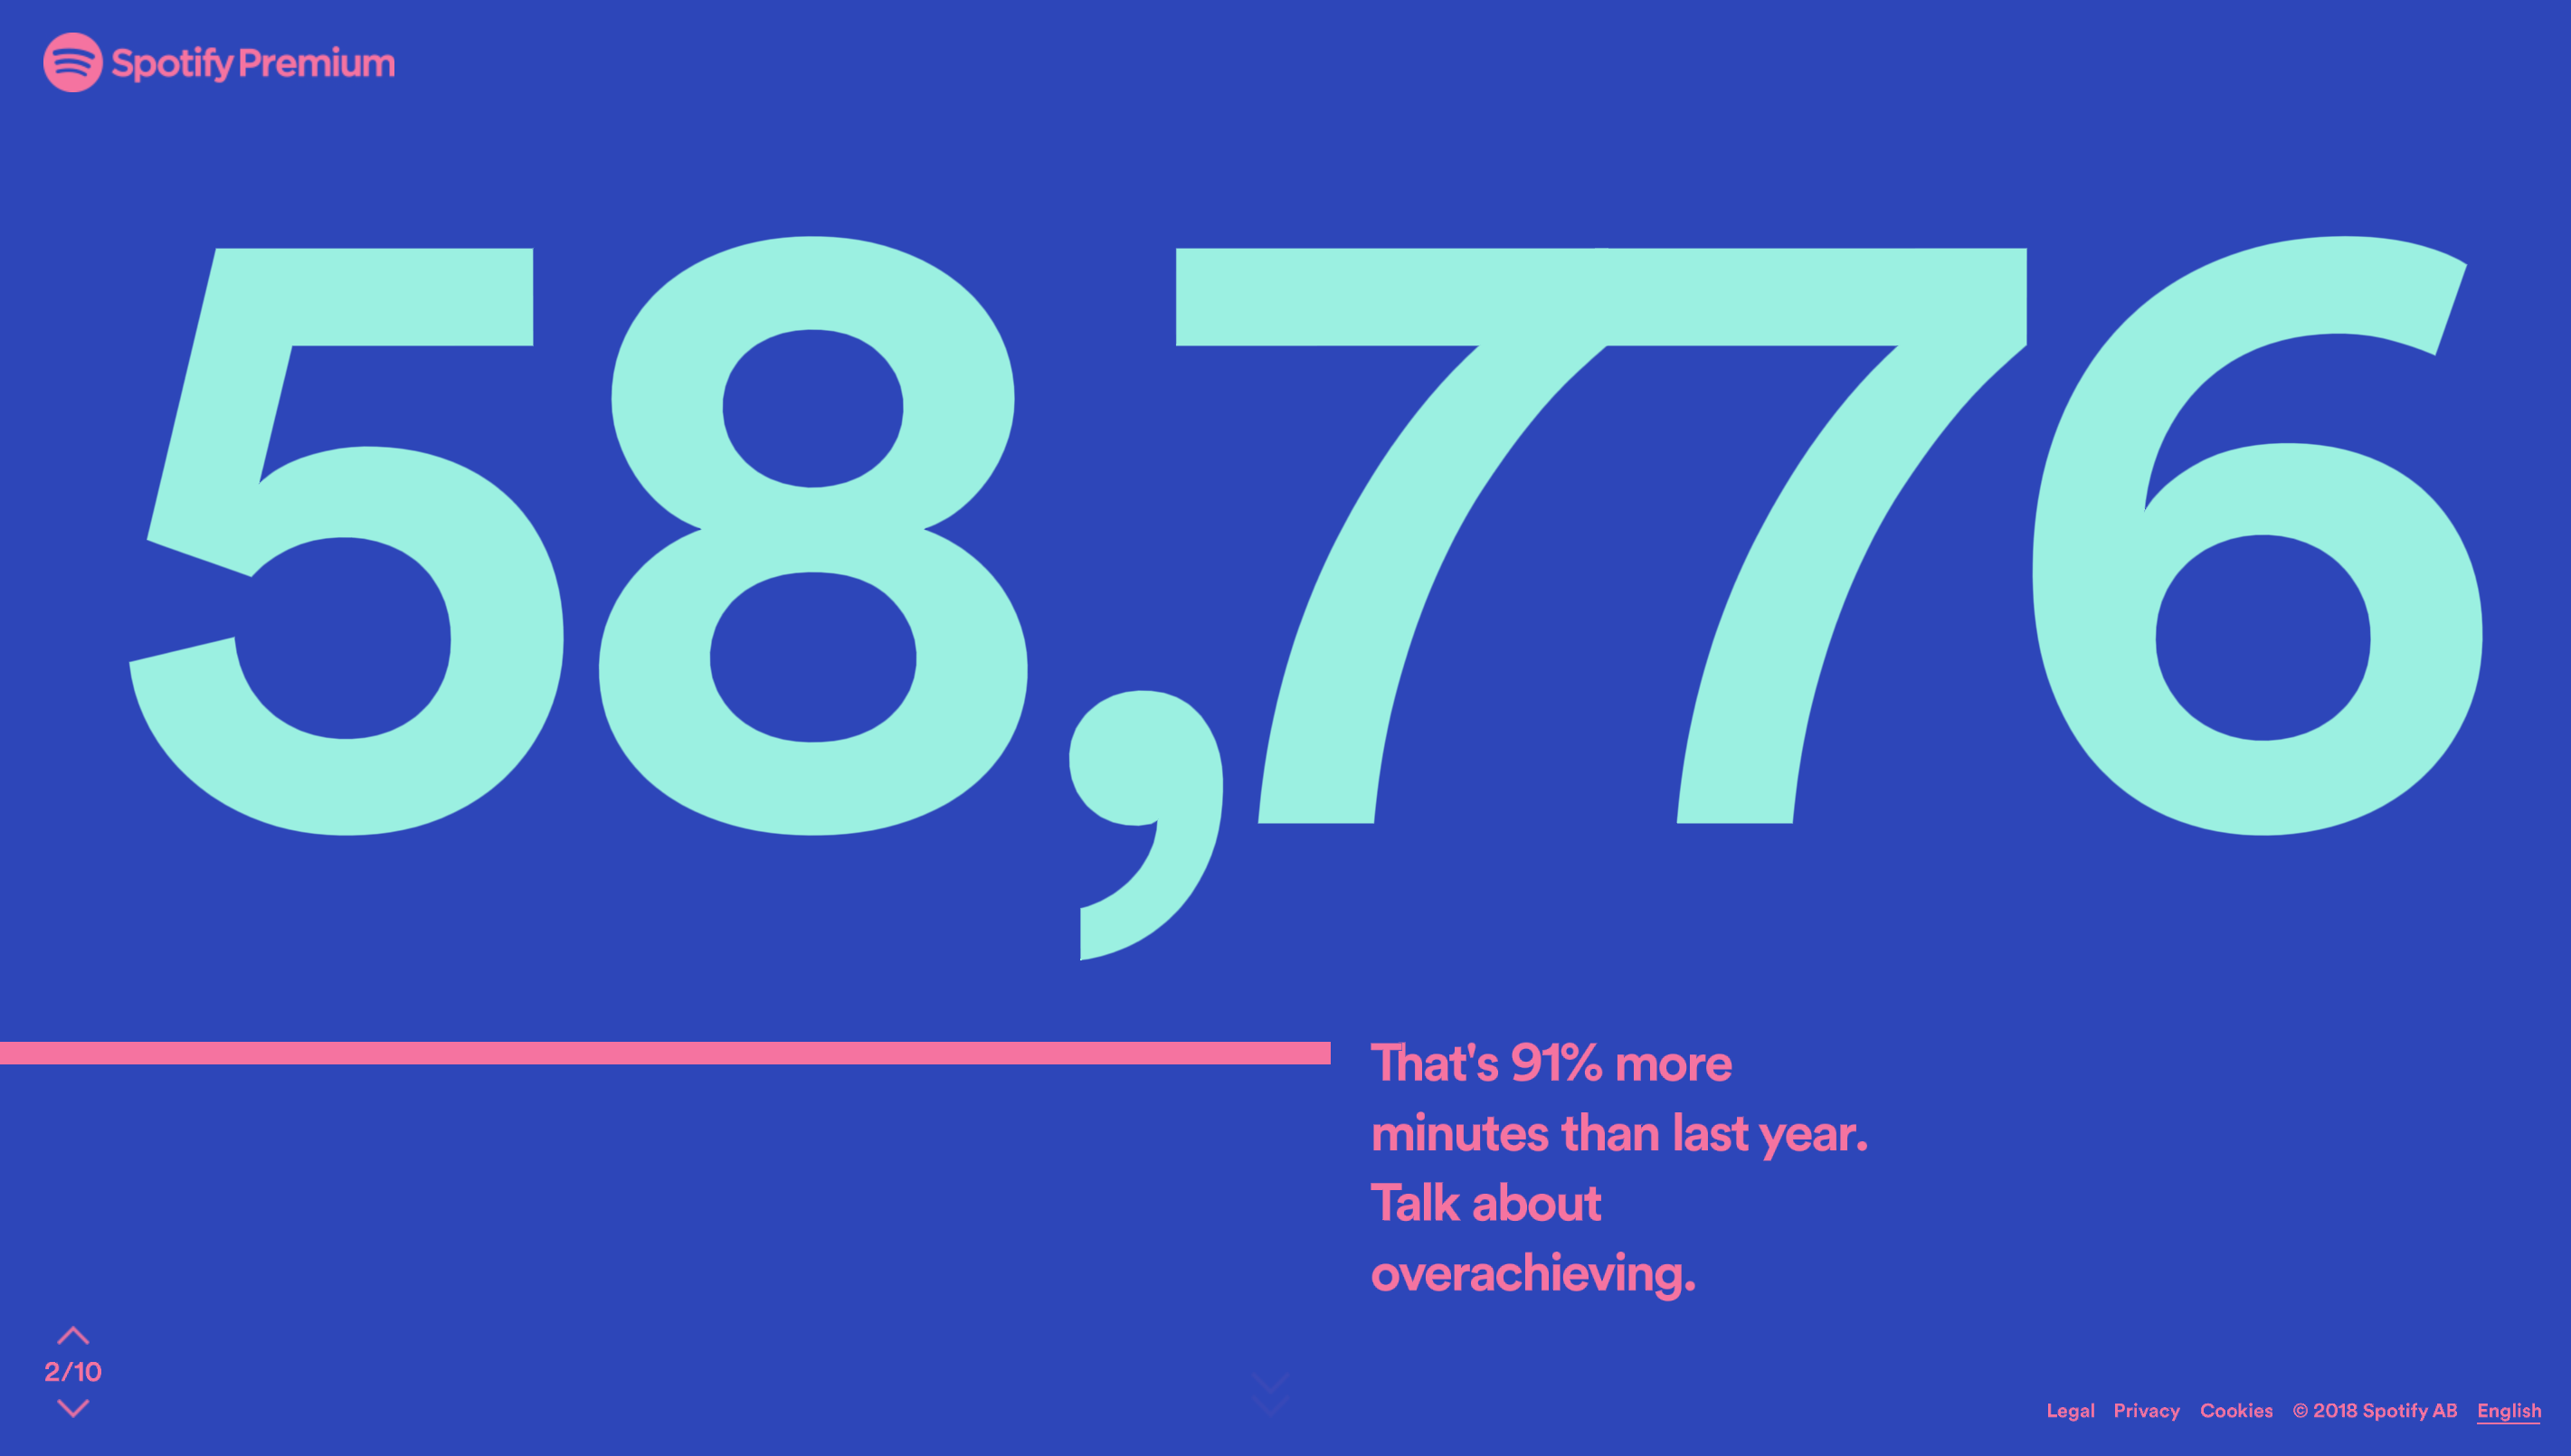 Spotify Premium
58,776
That's 91% more
minutes than last year.
Talk about
overachieving.
2/10
Legal Privacy Cookies © 2018 Spotify AB English